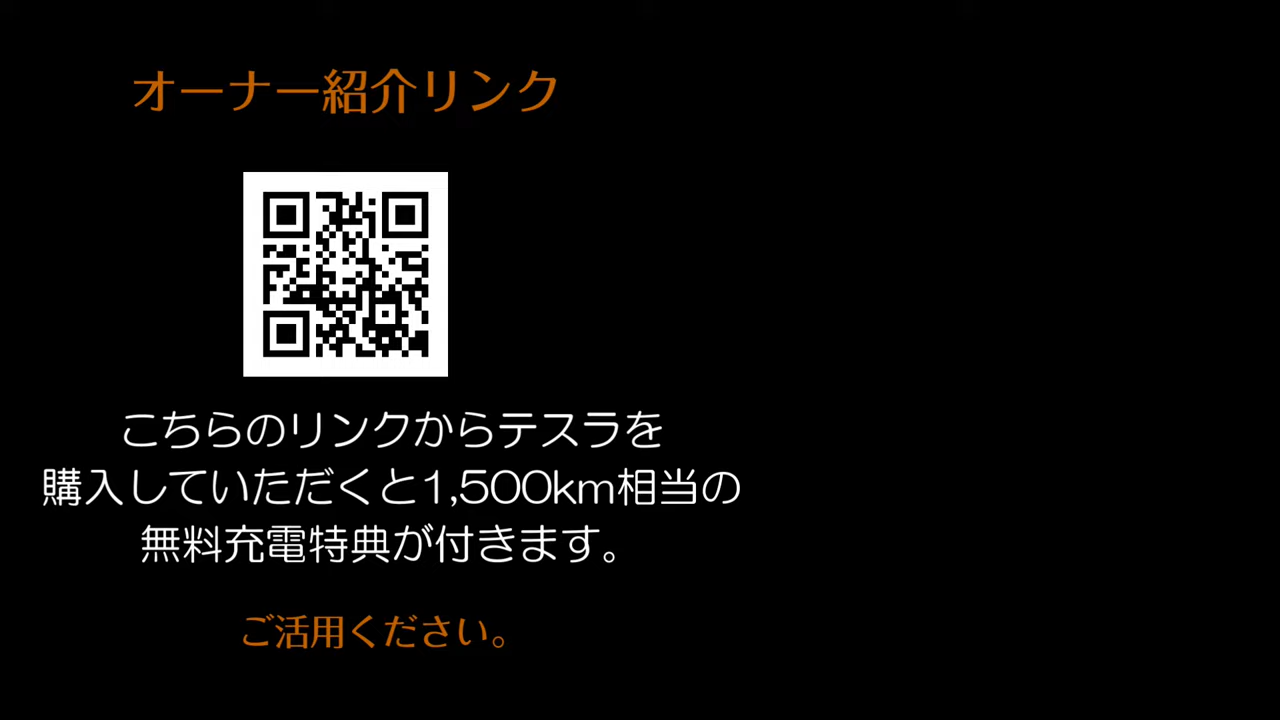 オーナー紹介リンク
こちらのリンクからテスラを
購入していただくと1,500km相当の
無料充電特典が付きます。
ご活用ください。